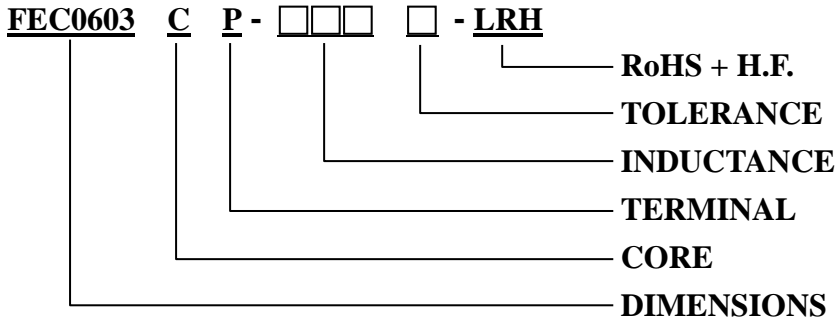 FEC0603 C P - □□□ □ - LRH
RoHS + H.F.
TOLERANCE
INDUCTANCE
TERMINAL
CORE
DIMENSIONS